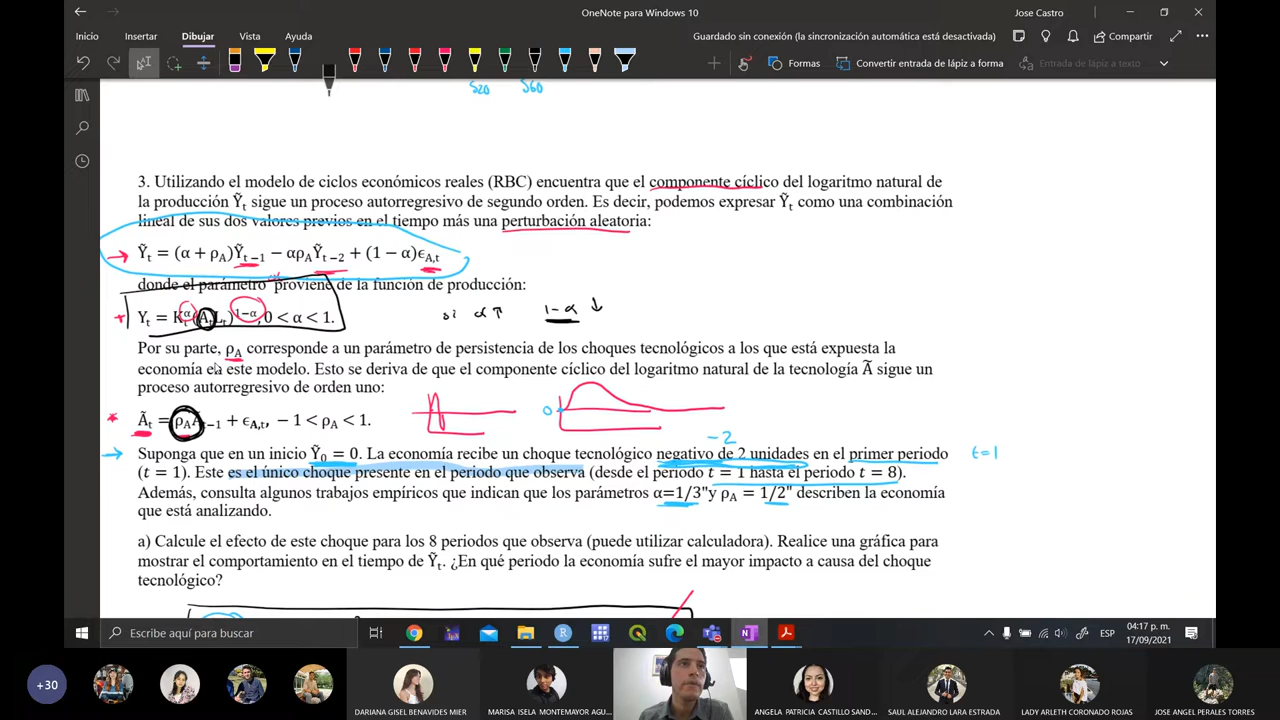 OneNote para Windows 10
Jose Castro
Inicio Insertar Dibujar Vista Ayuda
Guardado sin conexión (la sincronización automática está desactivada)
Compartir
Formas
Convertir entrada de lápiz a forma
Entrada de lápiz a texto
S20 S60
3. Utilizando el modelo de ciclos económicos reales (RBC) encuentra que el componente cíclico del logaritmo natural de
la producción Ỹt sigue un proceso autorregresivo de segundo orden. Es decir, podemos expresar Ỹt como una combinación
lineal de sus dos valores previos en el tiempo más una perturbación aleatoria:
Ỹt = (α + ρA)Ỹt−1 − αρAỸt−2 + (1 − α)ϵA,t
donde el parámetro proviene de la función de producción:
Yt = Ktα(AtLt)1−α, 0 < α < 1.
si α↑ 1-α ↓
Por su parte, ρA corresponde a un parámetro de persistencia de los choques tecnológicos a los que está expuesta la
economía en este modelo. Esto se deriva de que el componente cíclico del logaritmo natural de la tecnología Ã sigue un
proceso autorregresivo de orden uno:
0
Ãt = ρAÃt−1 + ϵA,t, − 1 < ρA < 1.
-2
Suponga que en un inicio Ỹ0 = 0. La economía recibe un choque tecnológico negativo de 2 unidades en el primer periodo
t=1
(t = 1). Este es el único choque presente en el periodo que observa (desde el periodo t = 1 hasta el periodo t = 8).
Además, consulta algunos trabajos empíricos que indican que los parámetros α=1/3"y ρA = 1/2" describen la economía
que está analizando.
a) Calcule el efecto de este choque para los 8 periodos que observa (puede utilizar calculadora). Realice una gráfica para
mostrar el comportamiento en el tiempo de Ỹt. ¿En qué periodo la economía sufre el mayor impacto a causa del choque
tecnológico?
Escribe aquí para buscar
ESP
04:17 p. m.
17/09/2021
+30
DARIANA GISEL BENAVIDES MIER
MARISA ISELA MONTEMAYOR AGU...
ANGELA PATRICIA CASTILLO SAND...
SAUL ALEJANDRO LARA ESTRADA
LADY ARLETH CORONADO ROJAS
JOSE ANGEL PERALES TORRES